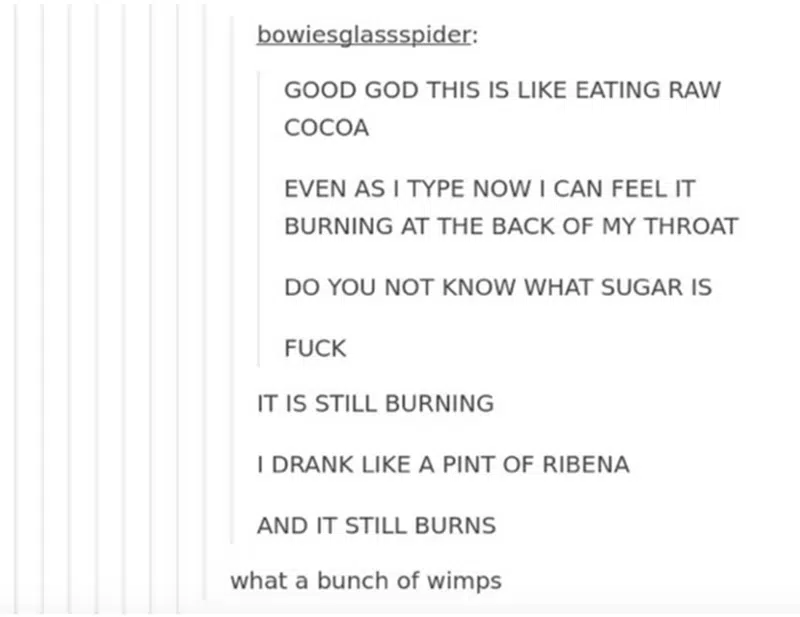 bowiesglassspider:
GOOD GOD THIS IS LIKE EATING RAW
COCOA
EVEN AS I TYPE NOW I CAN FEEL IT
BURNING AT THE BACK OF MY THROAT
DO YOU NOT KNOW WHAT SUGAR IS
FUCK
IT IS STILL BURNING
I DRANK LIKE A PINT OF RIBENA
AND IT STILL BURNS
what a bunch of wimps